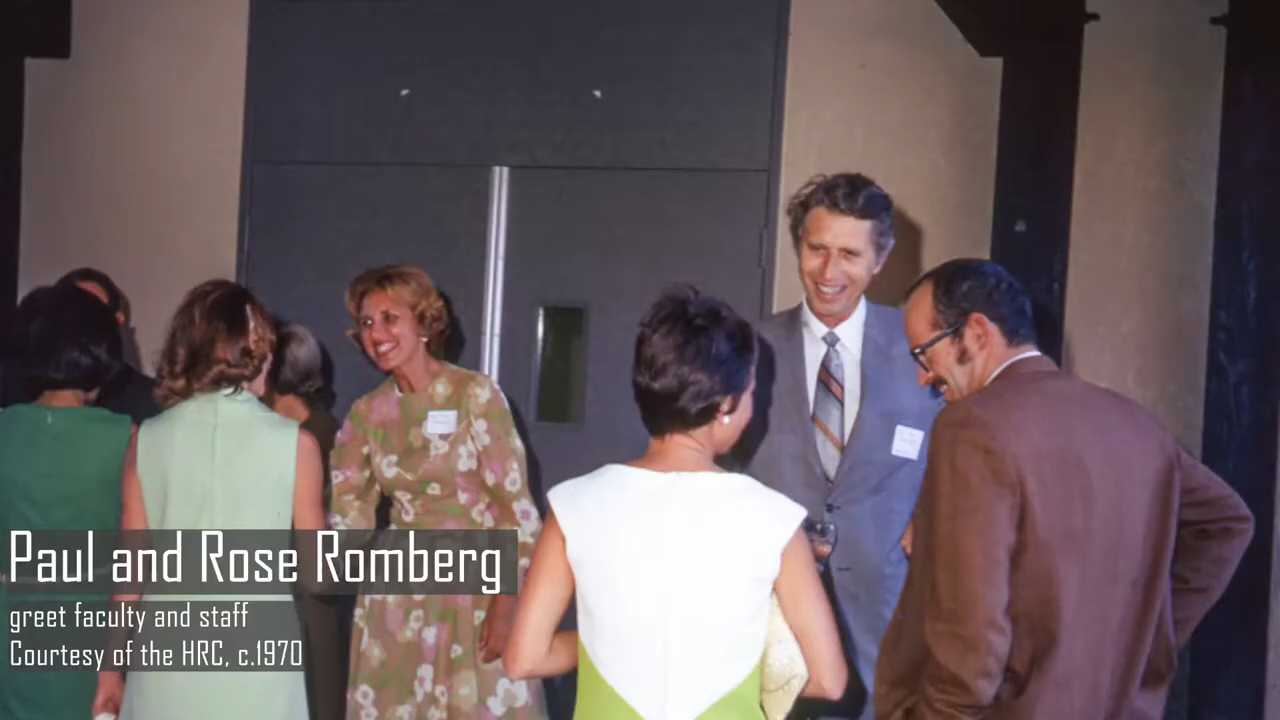 Paul and Rose Romberg
greet faculty and staff
Courtesy of the HRC, c.1970